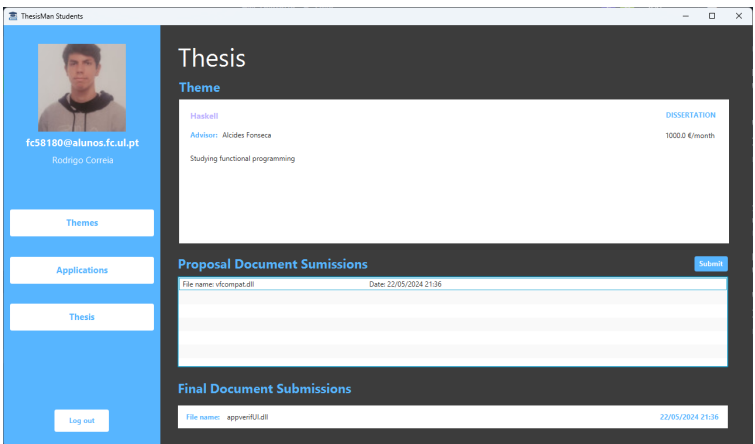 ThesisMan Students
fc58180@alunos.fc.ul.pt
Rodrigo Correia
Themes
Applications
Thesis
Log out
Thesis
Theme
Haskell DISSERTATION
Advisor: Alcides Fonseca 1000.0 €/month
Studying functional programming
Proposal Document Sumissions Submit
File name: vfcompat.dll Date: 22/05/2024 21:36
Final Document Submissions
File name: appverifUI.dll 22/05/2024 21:36